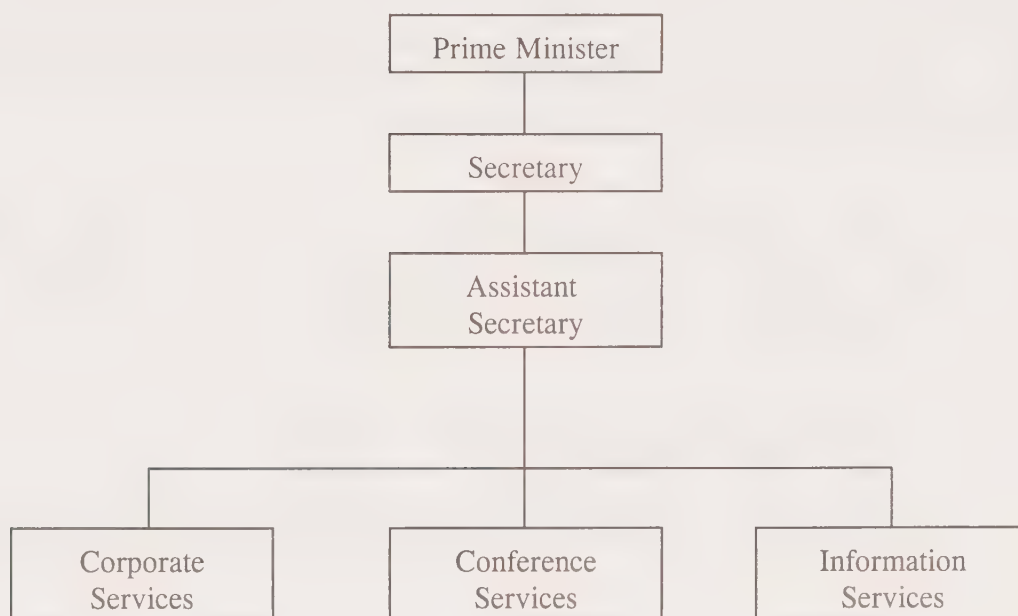 Prime Minister
Secretary
Assistant
Secretary
Corporate
Services
Conference
Services
Information
Services